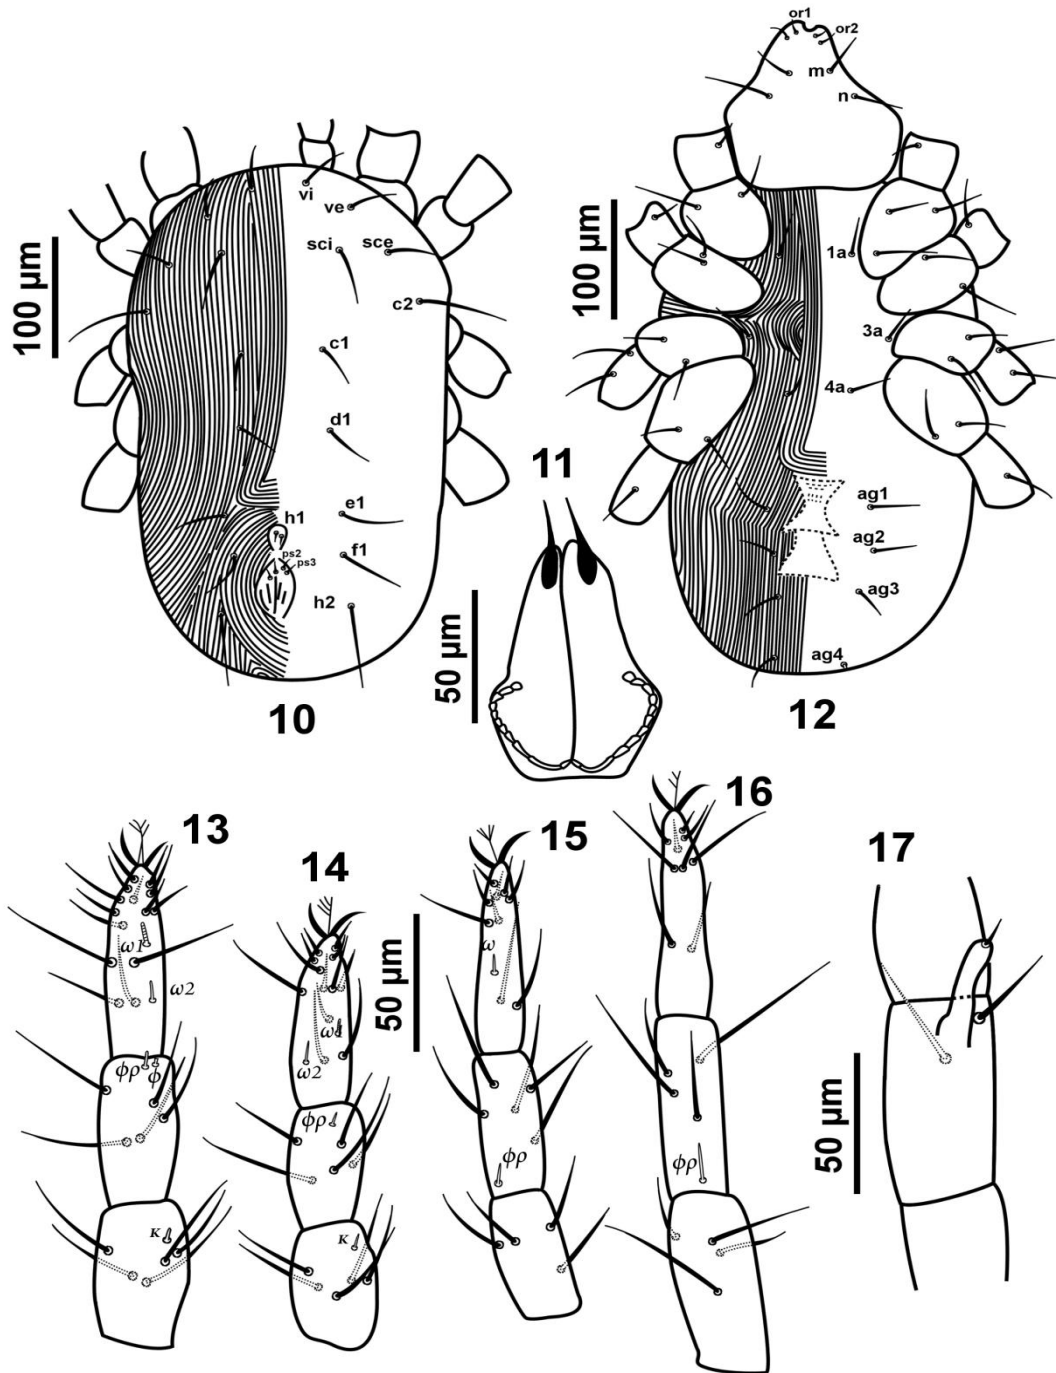 or1
or2
m
n
vi
ve
sci
sce
c2
c1
d1
e1
h1
ps2
ps3
f1
h2
100 µm
10
1a
3a
4a
ag1
ag2
ag3
ag4
100 µm
12
11
50 µm
13
ω1
ω2
φρ φ
κ
14
ω1
ω2
φρ
κ
50 µm
15
ω
φρ
16
φρ
17
50 µm